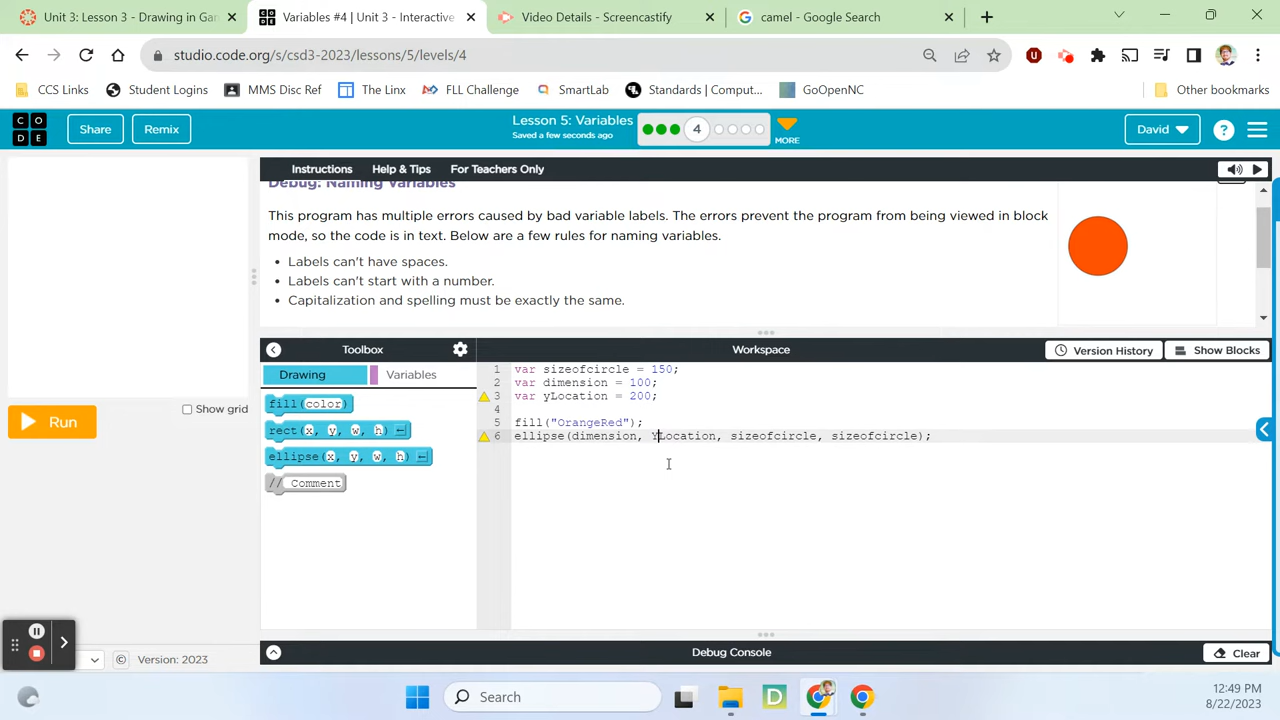 Unit 3: Lesson 3 - Drawing in Gam
Variables #4 | Unit 3 - Interactive
Video Details - Screencastify
camel - Google Search
studio.code.org/s/csd3-2023/lessons/5/levels/4
CCS Links
Student Logins
MMS Disc Ref
The Linx
FLL Challenge
SmartLab
Standards | Comput...
GoOpenNC
Other bookmarks
C O
D E
Share
Remix
Lesson 5: Variables
Saved a few seconds ago
4
MORE
David
?
Instructions
Help & Tips
For Teachers Only
Debug: Naming Variables
This program has multiple errors caused by bad variable labels. The errors prevent the program from being viewed in block
mode, so the code is in text. Below are a few rules for naming variables.
• Labels can't have spaces.
• Labels can't start with a number.
• Capitalization and spelling must be exactly the same.
Toolbox
Workspace
Version History
Show Blocks
Drawing
Variables
fill(color)
rect(x, y, w, h)
ellipse(x, y, w, h)
// Comment
Run
Show grid
1 var sizeofcircle = 150;
2 var dimension = 100;
3 var yLocation = 200;
4
5 fill("OrangeRed");
6 ellipse(dimension, YLocation, sizeofcircle, sizeofcircle);
Debug Console
Clear
© Version: 2023
Search
D
12:49 PM
8/22/2023